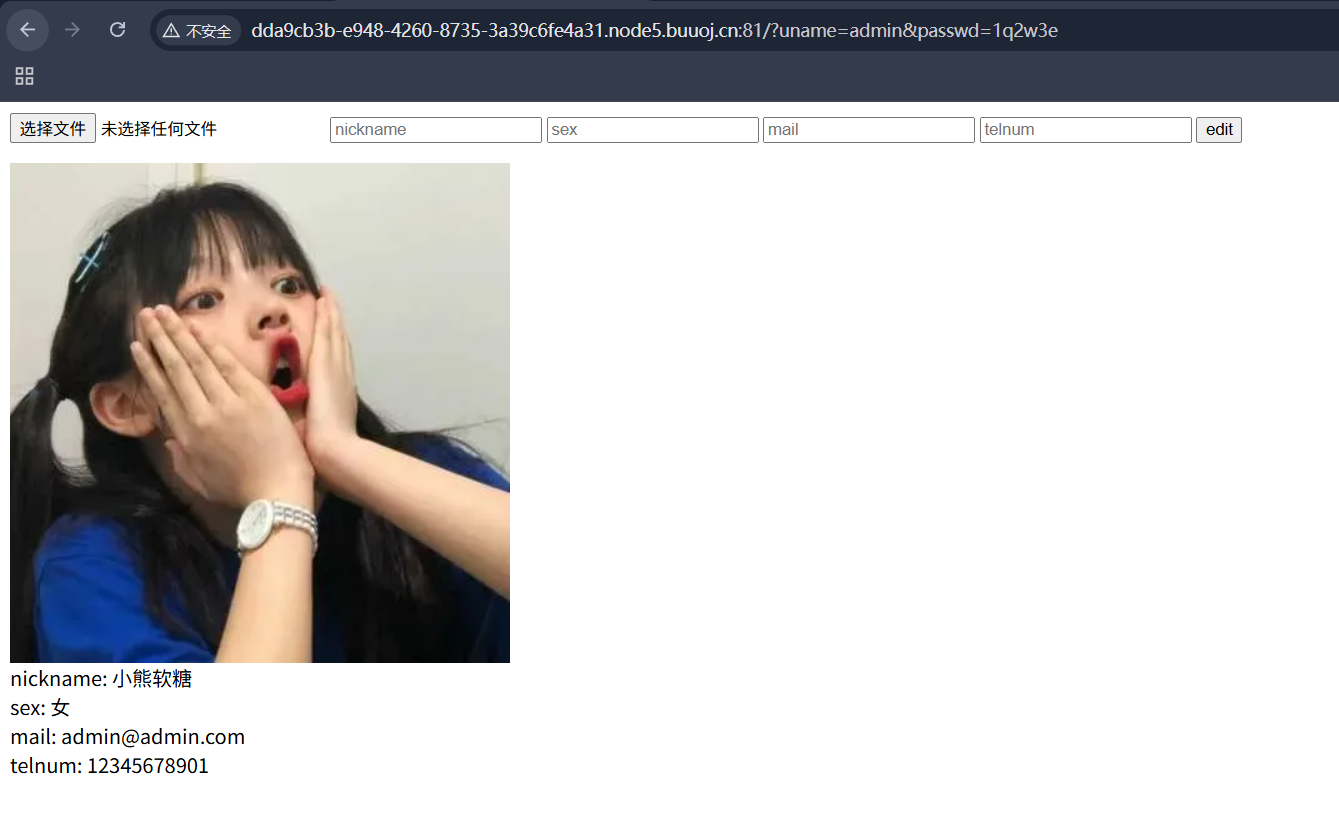 不安全 dda9cb3b-e948-4260-8735-3a39c6fe4a31.node5.buuoj.cn:81/?uname=admin&passwd=1q2w3e
选择文件 未选择任何文件 nickname sex mail telnum edit
nickname: 小熊软糖
sex: 女
mail: admin@admin.com
telnum: 12345678901